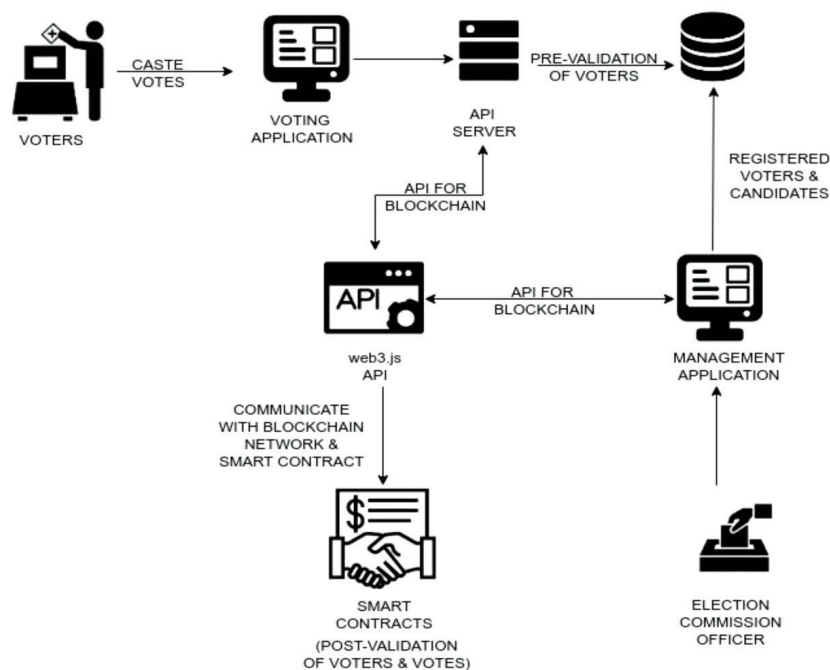 CASTE
VOTES
VOTERS
VOTING
APPLICATION
API
SERVER
PRE-VALIDATION
OF VOTERS
REGISTERED
VOTERS &
CANDIDATES
API FOR
BLOCKCHAIN
API
web3.js
API
API FOR
BLOCKCHAIN
MANAGEMENT
APPLICATION
COMMUNICATE
WITH BLOCKCHAIN
NETWORK &
SMART CONTRACT
$
SMART
CONTRACTS
(POST-VALIDATION
OF VOTERS & VOTES)
ELECTION
COMMISSION
OFFICER